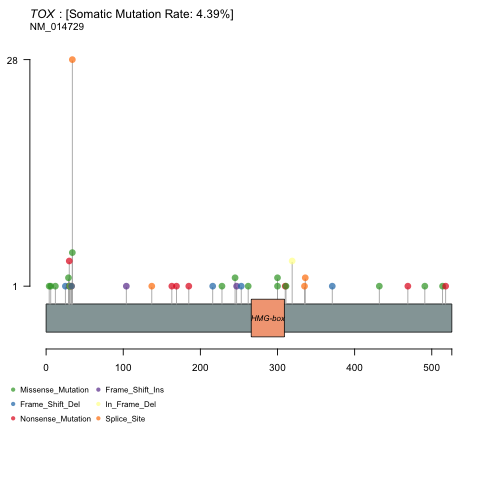 TOX : [Somatic Mutation Rate: 4.39%]
NM_014729
28
1
HMG-box
0 100 200 300 400 500
Missense_Mutation Frame_Shift_Ins
Frame_Shift_Del In_Frame_Del
Nonsense_Mutation Splice_Site